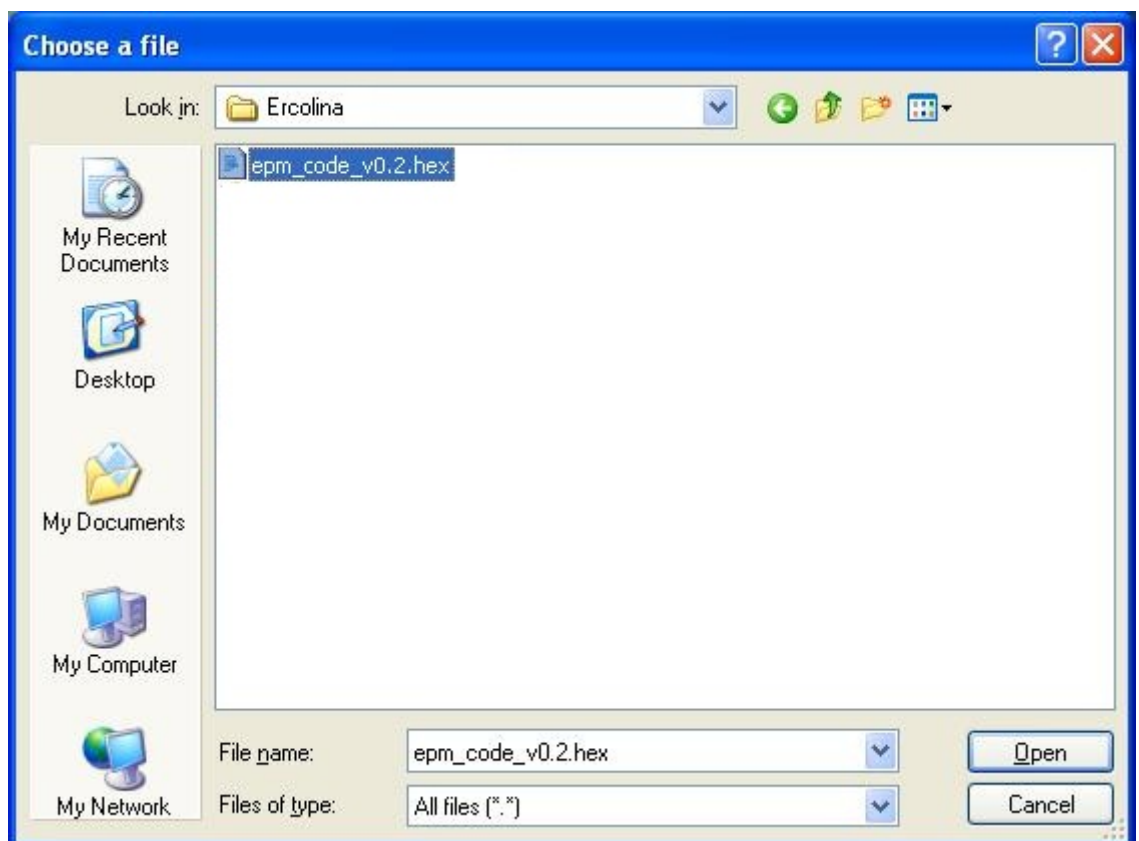 Choose a file
Look in:
Ercolina
epm_code_v0.2.hex
My Recent
Documents
Desktop
My Documents
My Computer
My Network
File name:
epm_code_v0.2.hex
Open
Files of type:
All files (*.*)
Cancel